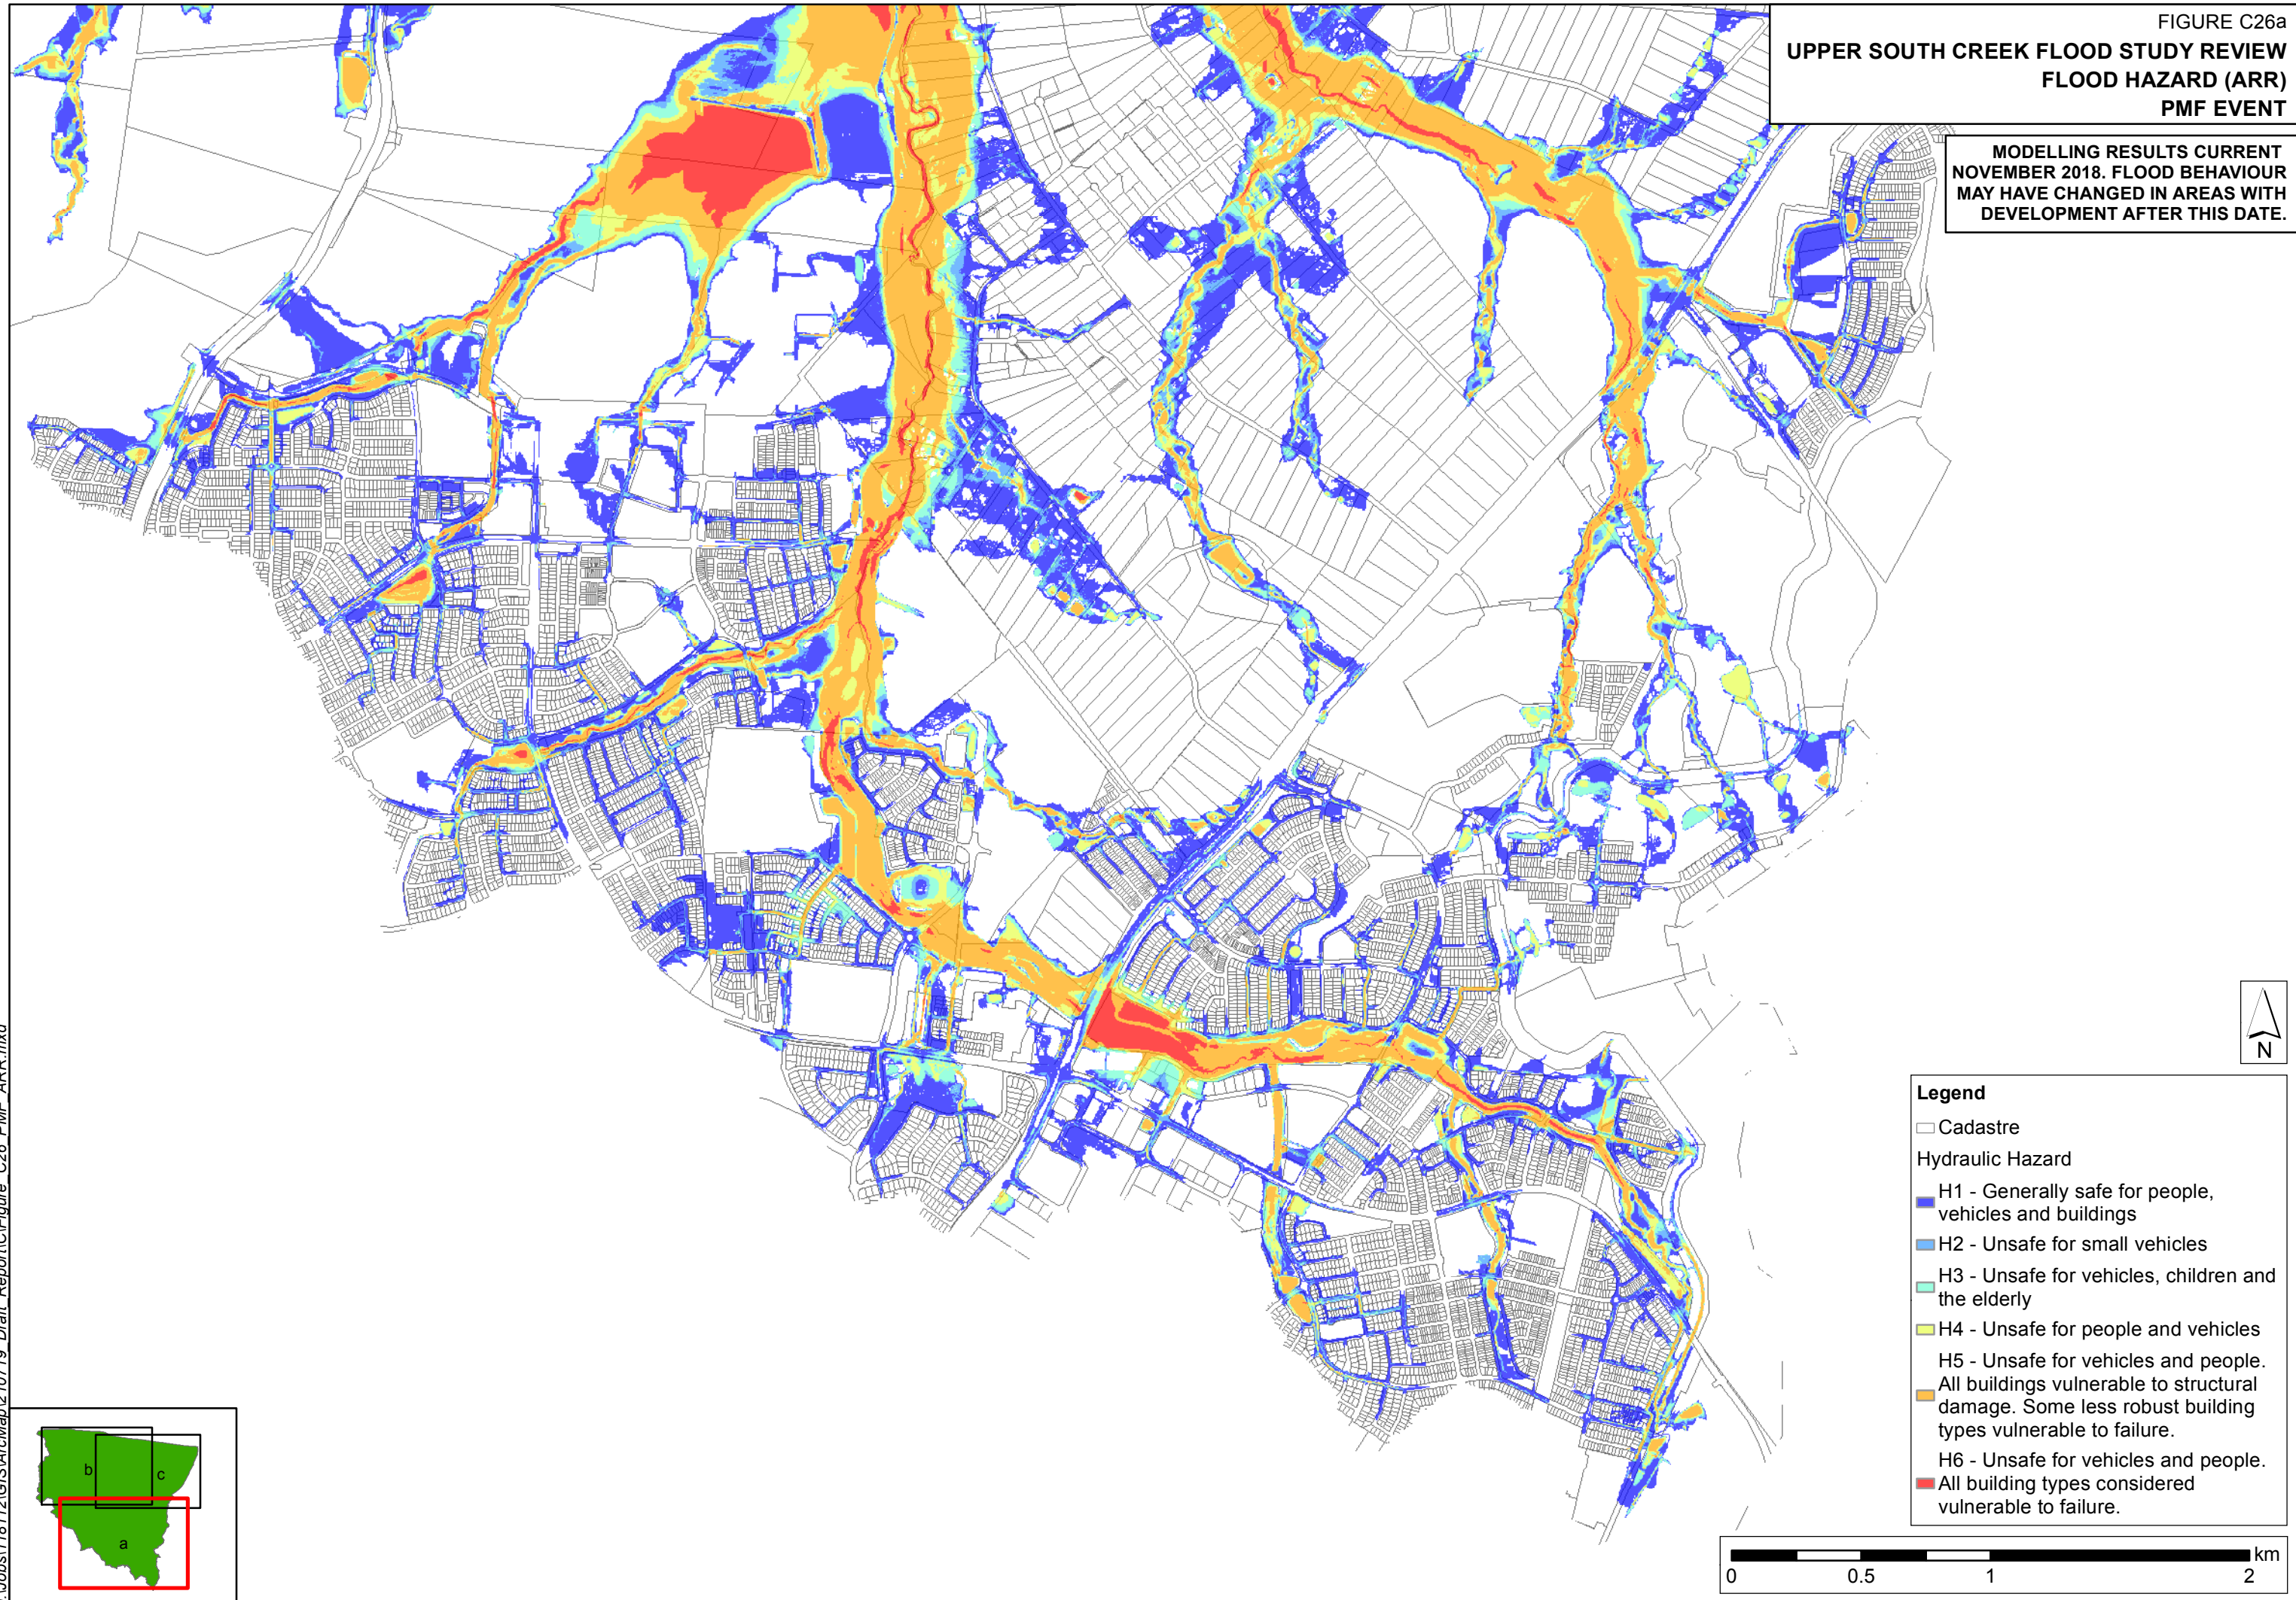 FIGURE C26a
UPPER SOUTH CREEK FLOOD STUDY REVIEW
FLOOD HAZARD (ARR)
PMF EVENT
MODELLING RESULTS CURRENT
NOVEMBER 2018. FLOOD BEHAVIOUR
MAY HAVE CHANGED IN AREAS WITH
DEVELOPMENT AFTER THIS DATE.
N
Legend
Cadastre
Hydraulic Hazard
H1 - Generally safe for people,
vehicles and buildings
H2 - Unsafe for small vehicles
H3 - Unsafe for vehicles, children and
the elderly
H4 - Unsafe for people and vehicles
H5 - Unsafe for vehicles and people.
All buildings vulnerable to structural
damage. Some less robust building
types vulnerable to failure.
H6 - Unsafe for vehicles and people.
All building types considered
vulnerable to failure.
km
0 0.5 1 2
b
c
a